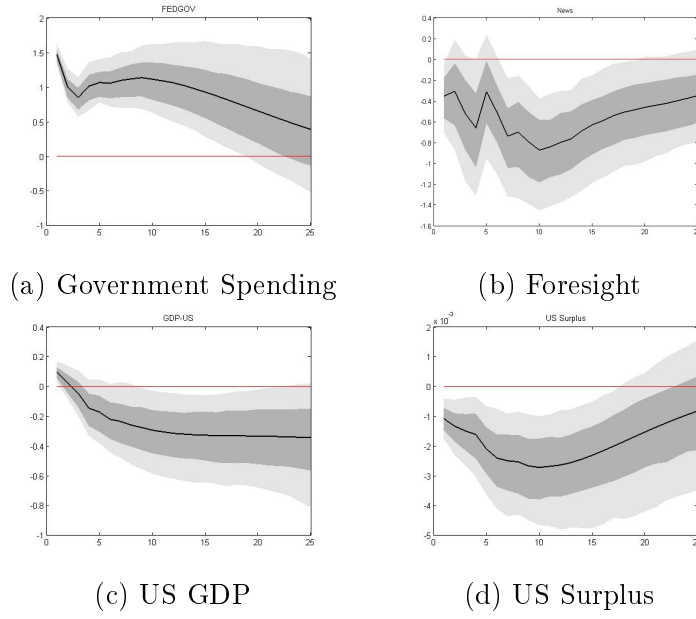 FEDGOV
2
1.5
1
0.5
0
-0.5
-1
0 5 10 15 20 25
News
0.4
0.2
0
-0.2
-0.4
-0.6
-0.8
-1
-1.2
-1.4
-1.6
0 5 10 15 20 25
(a) Government Spending
(b) Foresight
GDP-US
0.4
0.2
0
-0.2
-0.4
-0.6
-0.8
-1
0 5 10 15 20 25
x 10⁻³
US Surplus
2
1
0
-1
-2
-3
-4
-5
0 5 10 15 20 25
(c) US GDP
(d) US Surplus